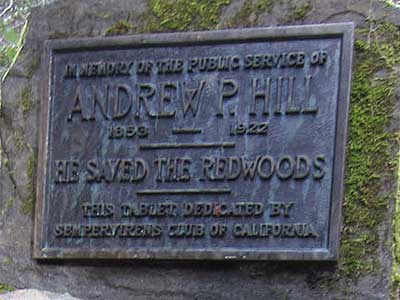 IN MEMORY OF THE PUBLIC SERVICE OF
ANDREW P. HILL
1853 — 1922
HE SAVED THE REDWOODS
THIS TABLET DEDICATED BY
SEMPERVIRENS CLUB OF CALIFORNIA